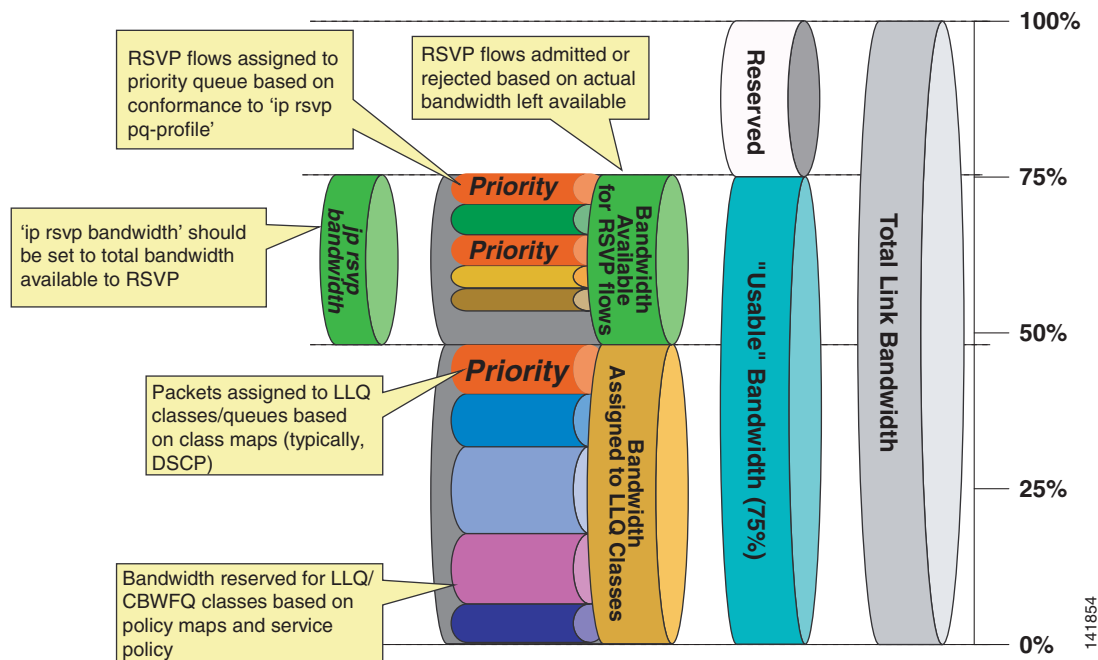 RSVP flows assigned to
priority queue based on
conformance to ‘ip rsvp
pq-profile’
RSVP flows admitted or
rejected based on actual
bandwidth left available
‘ip rsvp bandwidth’ should
be set to total bandwidth
available to RSVP
Packets assigned to LLQ
classes/queues based
on class maps (typically,
DSCP)
Bandwidth reserved for LLQ/
CBWFQ classes based on
policy maps and service
policy
ip rsvp
bandwidth
Priority
Priority
Priority
Bandwidth
Available
for RSVP flows
Bandwidth
Assigned to LLQ Classes
Reserved
"Usable" Bandwidth (75%)
Total Link Bandwidth
100%
75%
50%
25%
0%
141854